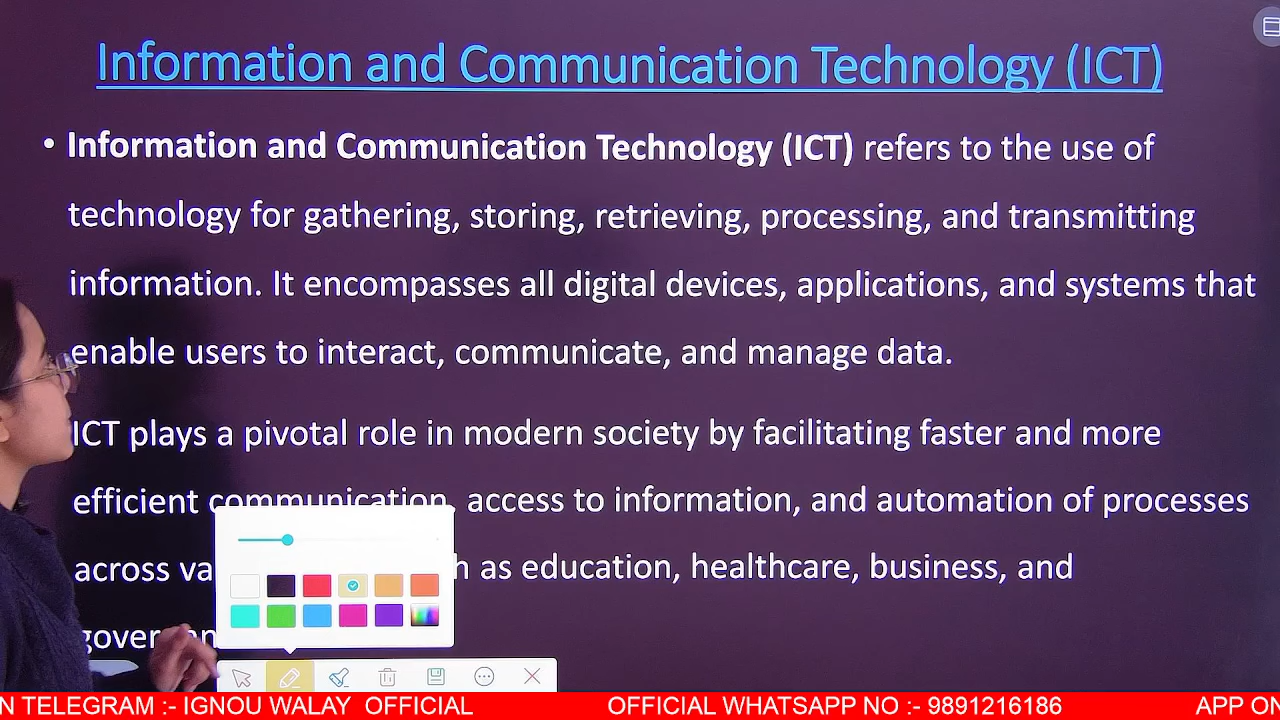 Information and Communication Technology (ICT)
• Information and Communication Technology (ICT) refers to the use of
technology for gathering, storing, retrieving, processing, and transmitting
information. It encompasses all digital devices, applications, and systems that
enable users to interact, communicate, and manage data.
ICT plays a pivotal role in modern society by facilitating faster and more
efficient communication, access to information, and automation of processes
across as education, healthcare, business, and
N TELEGRAM :- IGNOU WALAY OFFICIAL OFFICIAL WHATSAPP NO :- 9891216186 APP ON